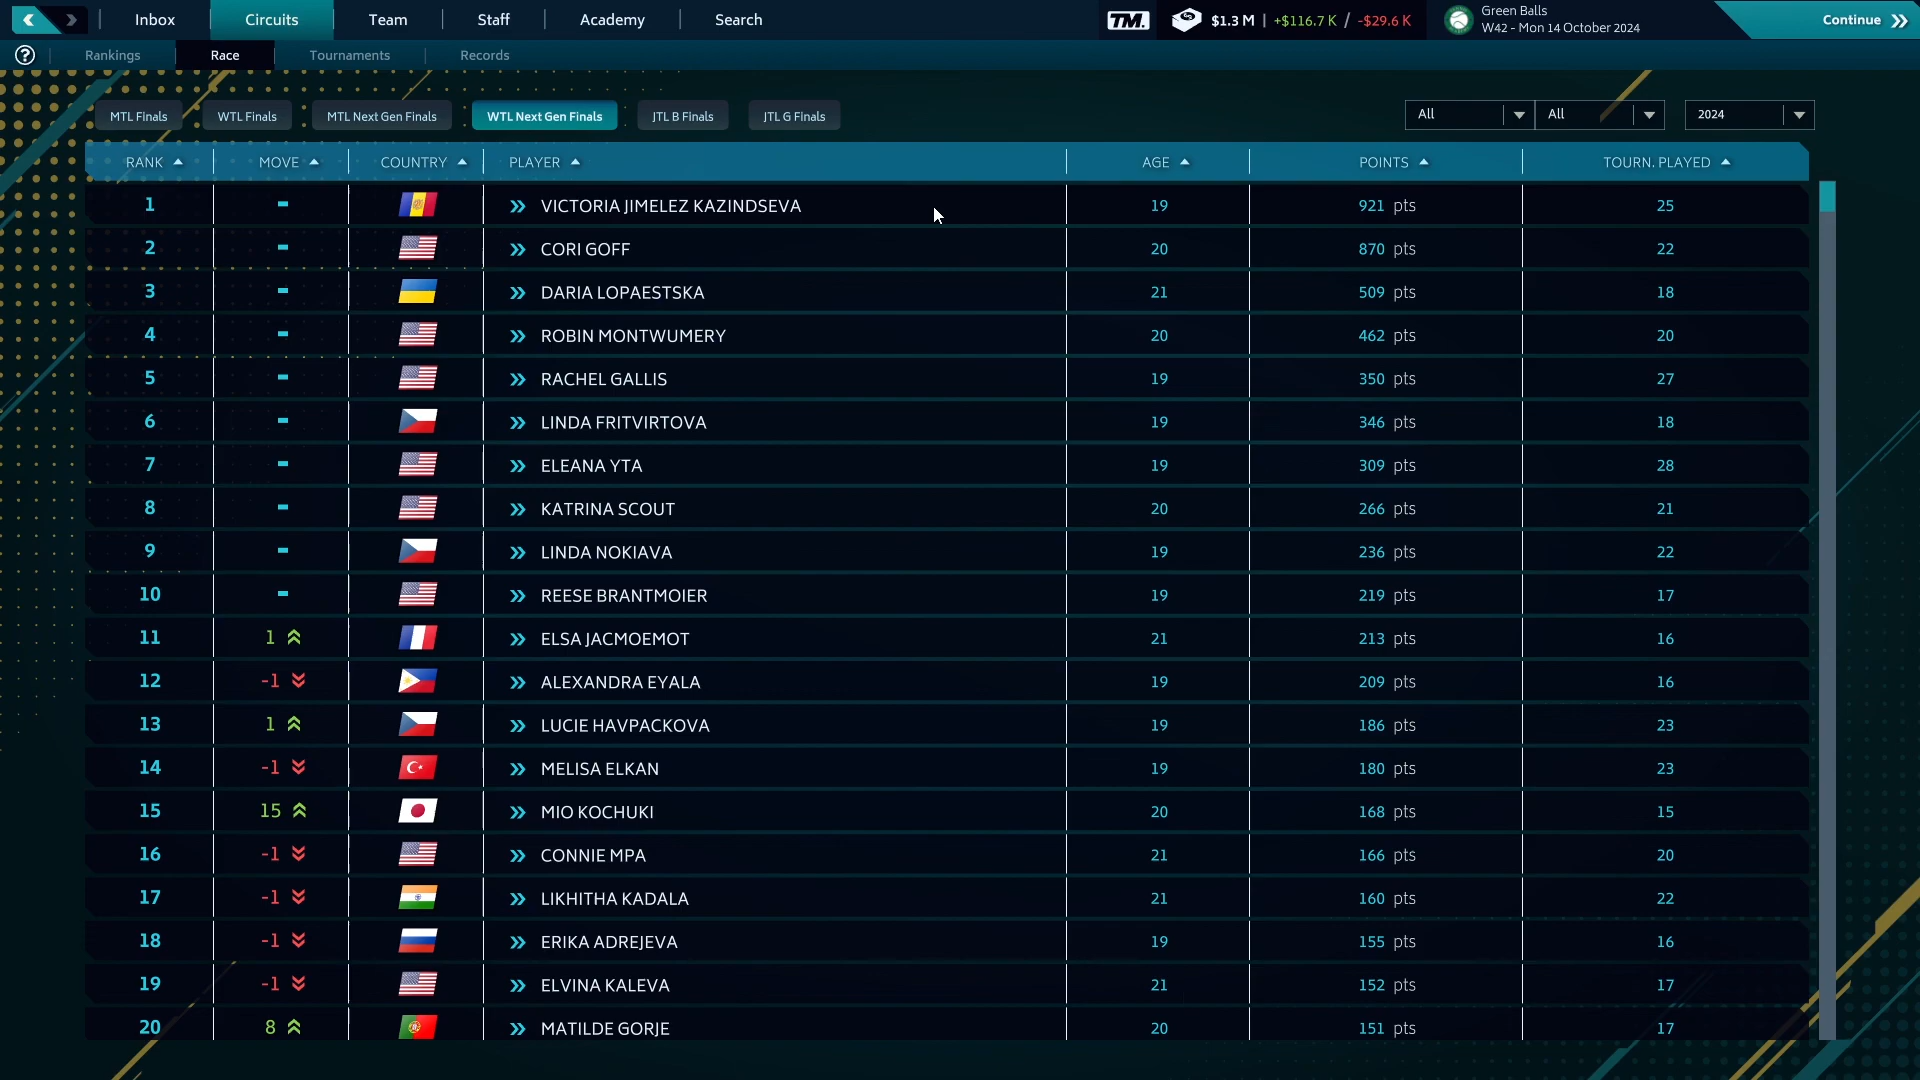 Inbox Circuits Team Staff Academy Search TM. $1.3 M | +$116.7 K / -$29.6 K Green Balls Continue
W42 - Mon 14 October 2024
? Rankings Race Tournaments Records
MTL Finals WTL Finals MTL Next Gen Finals WTL Next Gen Finals JTL B Finals JTL G Finals All All 2024
RANK MOVE COUNTRY PLAYER AGE POINTS TOURN. PLAYED
1 - VICTORIA JIMELEZ KAZINDSEVA 19 921 pts 25
2 - CORI GOFF 20 870 pts 22
3 - DARIA LOPAESTSKA 21 509 pts 18
4 - ROBIN MONTWUMERY 20 462 pts 20
5 - RACHEL GALLIS 19 350 pts 27
6 - LINDA FRITVIRTOVA 19 346 pts 18
7 - ELEANA YTA 19 309 pts 28
8 - KATRINA SCOUT 20 266 pts 21
9 - LINDA NOKIAVA 19 236 pts 22
10 - REESE BRANTMOIER 19 219 pts 17
11 1 ELSA JACMOEMOT 21 213 pts 16
12 -1 ALEXANDRA EYALA 19 209 pts 16
13 1 LUCIE HAVPACKOVA 19 186 pts 23
14 -1 MELISA ELKAN 19 180 pts 23
15 15 MIO KOCHUKI 20 168 pts 15
16 -1 CONNIE MPA 21 166 pts 20
17 -1 LIKHITHA KADALA 21 160 pts 22
18 -1 ERIKA ADREJEVA 19 155 pts 16
19 -1 ELVINA KALEVA 21 152 pts 17
20 8 MATILDE GORJE 20 151 pts 17